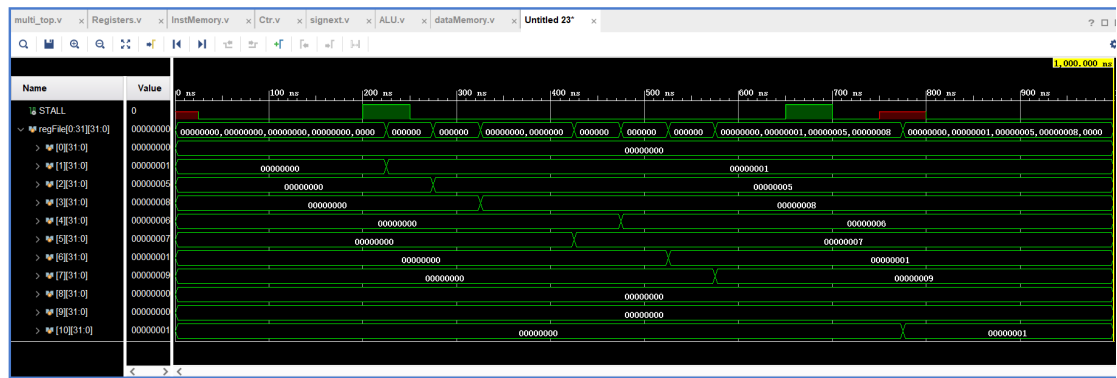 multi_top.v × Registers.v × InstMemory.v × Ctr.v × signext.v × ALU.v × dataMemory.v × Untitled 23* × ?
1,000.000 ns
Name Value 0 ns 100 ns 200 ns 300 ns 400 ns 500 ns 600 ns 700 ns 800 ns 900 ns
STALL 0
regFile[0:31][31:0] 00000000 00000000,00000000,00000000,00000000,0000 000000 000000 00000000,0000000 000000 000000 000000 00000000,00000001,00000005,00000008 00000000,00000001,00000005,00000008,0000
[0][31:0] 00000000 00000000
[1][31:0] 00000001 00000000 00000001
[2][31:0] 00000005 00000000 00000005
[3][31:0] 00000008 00000000 00000008
[4][31:0] 00000006 00000000 00000006
[5][31:0] 00000007 00000000 00000007
[6][31:0] 00000001 00000000 00000001
[7][31:0] 00000009 00000000 00000009
[8][31:0] 00000000 00000000
[9][31:0] 00000000 00000000
[10][31:0] 00000001 00000000 00000001